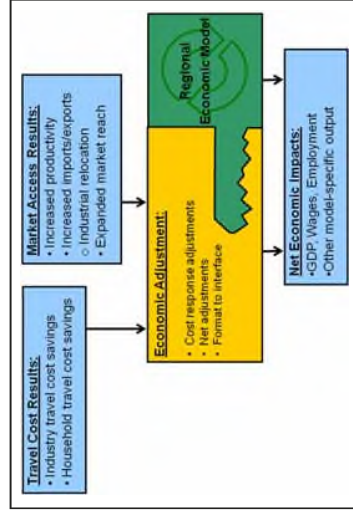 Travel Cost Results:
• Industry travel cost savings
• Household travel cost savings
Market Access Results:
• Increased productivity
• Increased imports/exports
○ Industrial relocation
• Expanded market reach
Economic Adjustment:
• Cost response adjustments
• Net adjustments
• Format to interface
Regional
Economic Model
Net Economic Impacts:
•GDP, Wages, Employment
•Other model-specific output